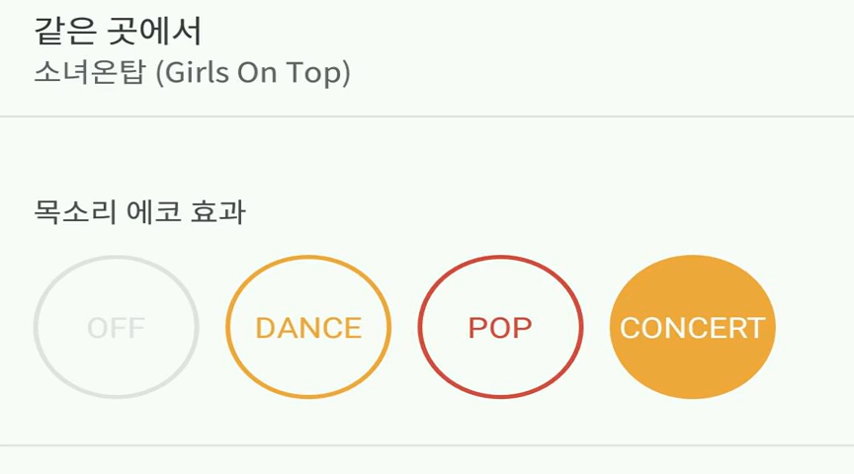 같은 곳에서
소녀온탑 (Girls On Top)
목소리 에코 효과
OFF
DANCE
POP
CONCERT